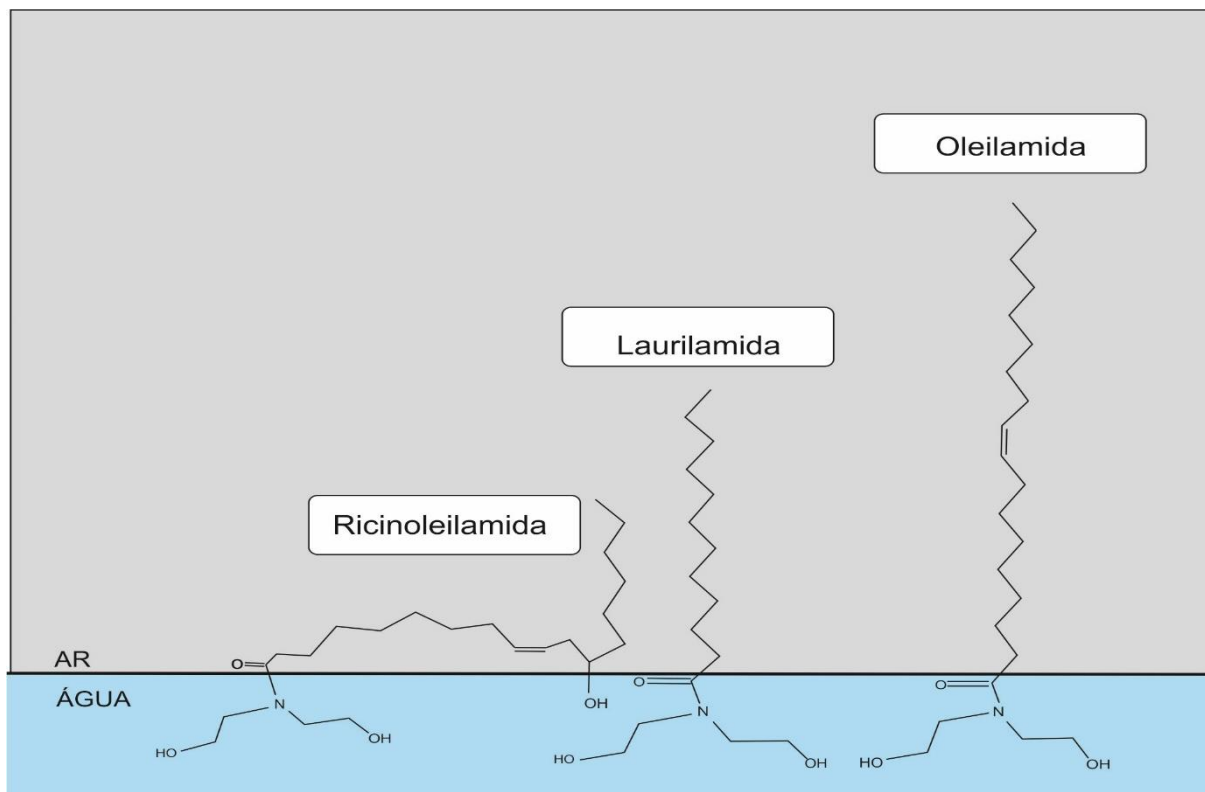 Oleilamida
Laurilamida
Ricinoleilamida
AR
ÁGUA
O
N
HO
OH
OH
O
N
HO
OH
O
N
HO
OH